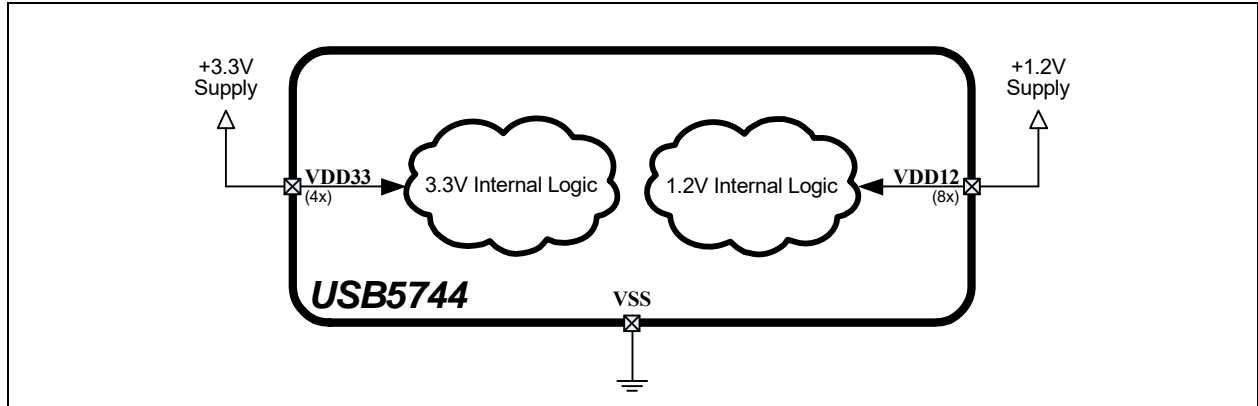 +3.3V
Supply
+1.2V
Supply
VDD33
(4x)
3.3V Internal Logic
1.2V Internal Logic
VDD12
(8x)
USB5744
VSS